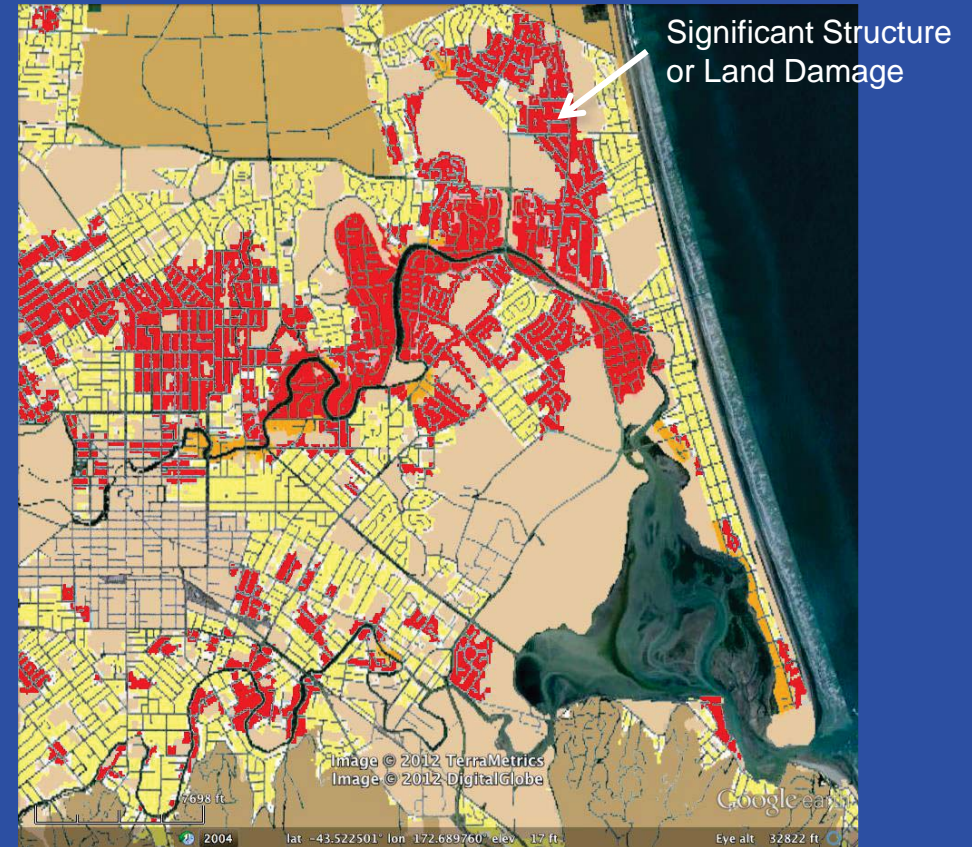 Significant Structure
or Land Damage
Image © 2012 TerraMetrics
Image © 2012 DigitalGlobe
7698 ft
Google earth
2004
lat -43.522501° lon 172.689760° elev 17 ft
Eye alt 32822 ft